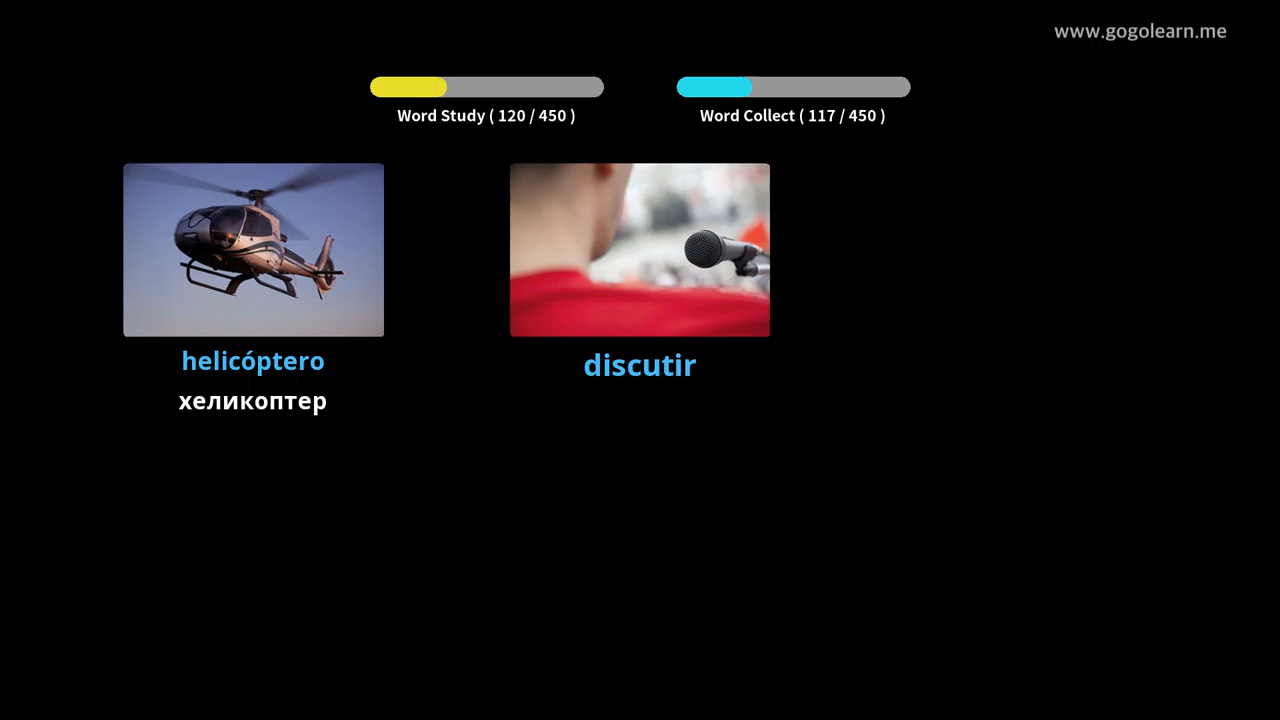 www.gogolearn.me
Word Study ( 120 / 450 )
Word Collect ( 117 / 450 )
helicóptero
хеликоптер
discutir